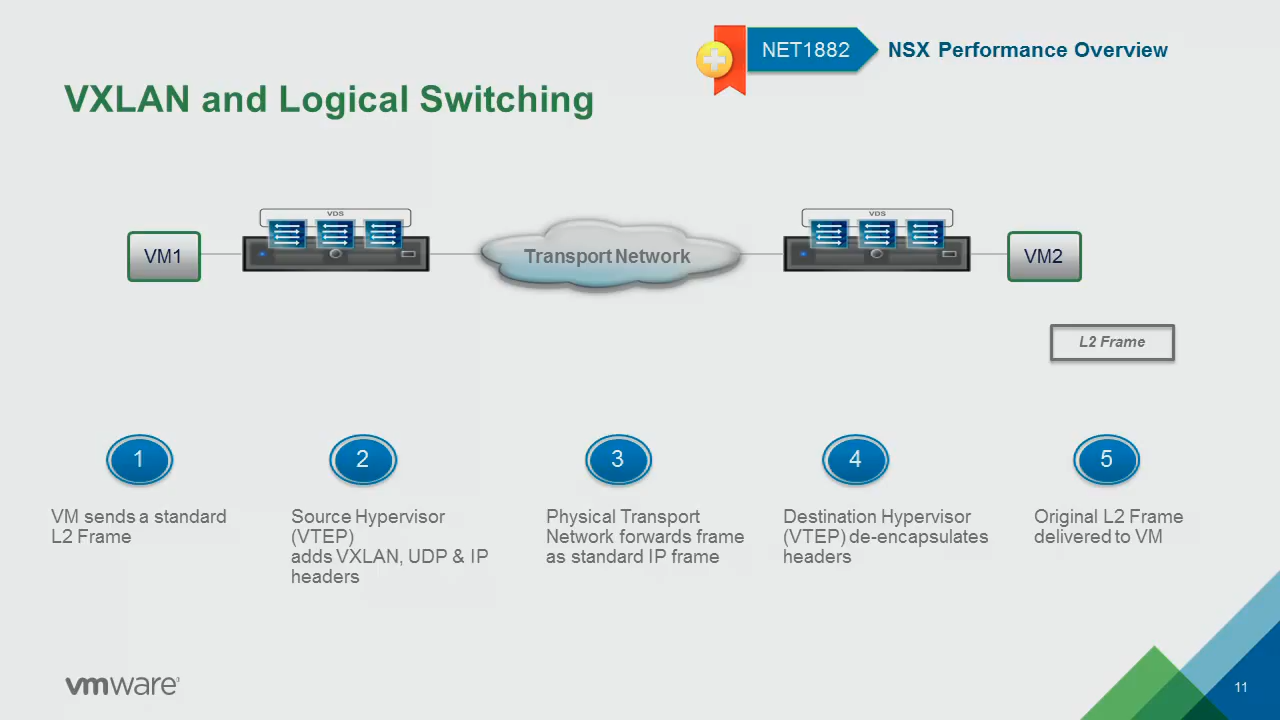 NET1882
NSX Performance Overview
VXLAN and Logical Switching
VDS
VDS
VM1
Transport Network
VM2
L2 Frame
1
2
3
4
5
VM sends a standard
L2 Frame
Source Hypervisor
(VTEP)
adds VXLAN, UDP & IP
headers
Physical Transport
Network forwards frame
as standard IP frame
Destination Hypervisor
(VTEP) de-encapsulates
headers
Original L2 Frame
delivered to VM
vmware
11